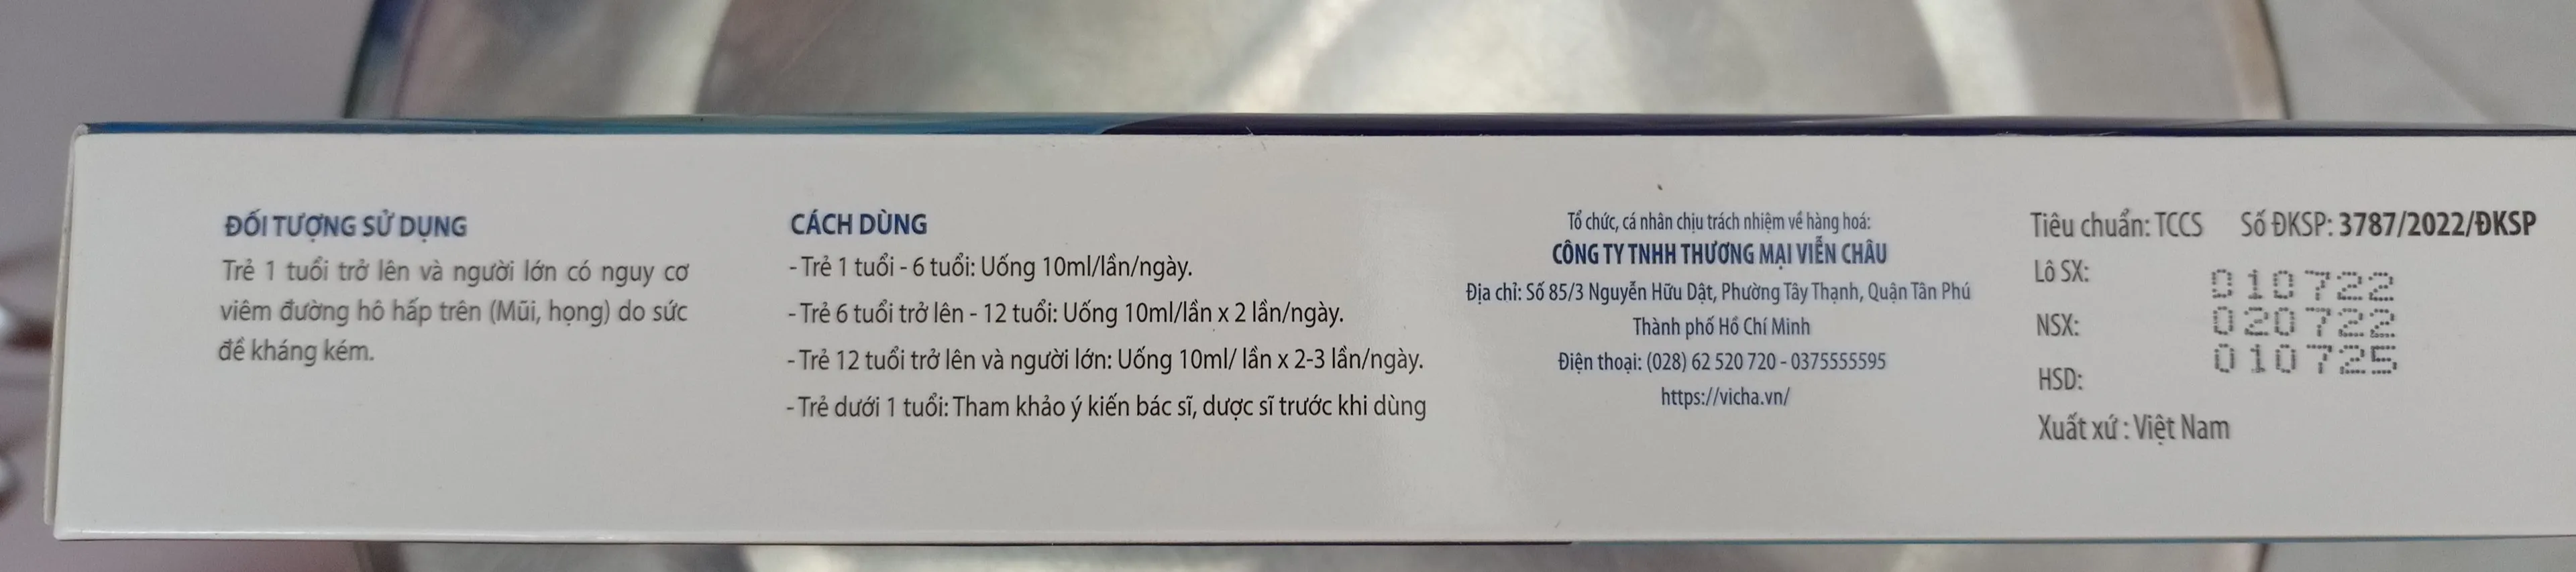 ĐỐI TƯỢNG SỬ DỤNG
Trẻ 1 tuổi trở lên và người lớn có nguy cơ
viêm đường hô hấp trên (Mũi, họng) do sức
đề kháng kém.
CÁCH DÙNG
- Trẻ 1 tuổi - 6 tuổi: Uống 10ml/lần/ngày.
- Trẻ 6 tuổi trở lên - 12 tuổi: Uống 10ml/lần x 2 lần/ngày.
- Trẻ 12 tuổi trở lên và người lớn: Uống 10ml/ lần x 2-3 lần/ngày.
- Trẻ dưới 1 tuổi: Tham khảo ý kiến bác sĩ, dược sĩ trước khi dùng
Tổ chức, cá nhân chịu trách nhiệm về hàng hoá:
CÔNG TY TNHH THƯƠNG MẠI VIỄN CHÂU
Địa chỉ: Số 85/3 Nguyễn Hữu Dật, Phường Tây Thạnh, Quận Tân Phú
Thành phố Hồ Chí Minh
Điện thoại: (028) 62 520 720 - 0375555595
https://vicha.vn/
Tiêu chuẩn: TCCS Số ĐKSP: 3787/2022/ĐKSP
Lô SX: 010722
NSX: 020722
HSD: 010725
Xuất xứ : Việt Nam